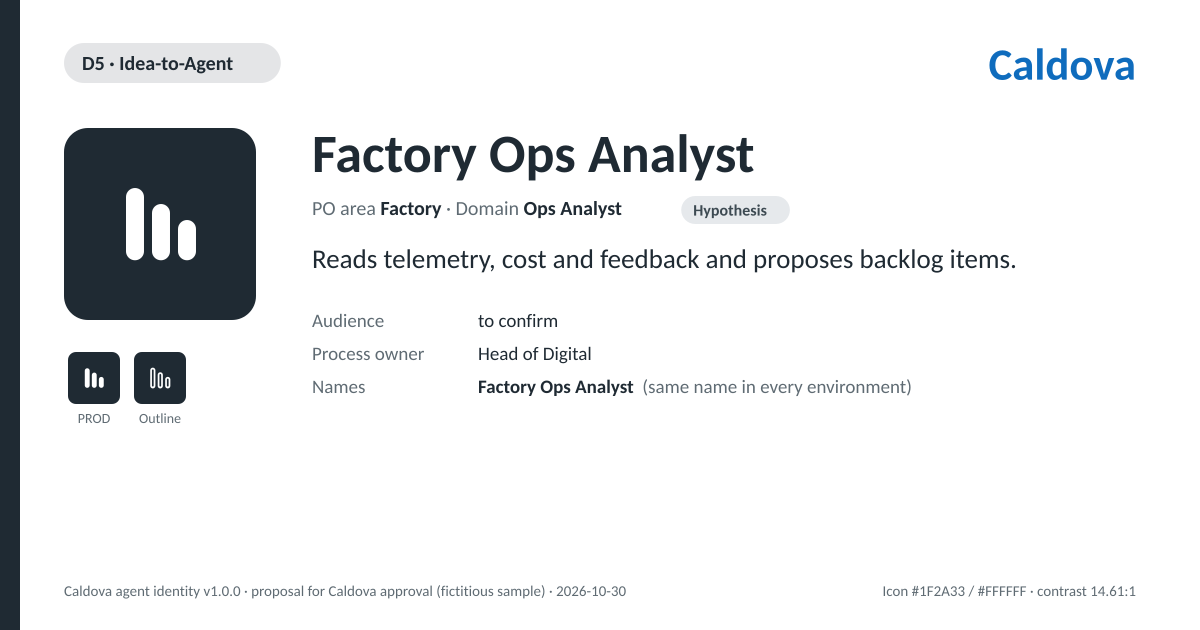 D5 · Idea-to-Agent
Caldova
Factory Ops Analyst
PO area Factory · Domain Ops Analyst
Hypothesis
Reads telemetry, cost and feedback and proposes backlog items.
Audience to confirm
Process owner Head of Digital
Names Factory Ops Analyst (same name in every environment)
PROD Outline
Caldova agent identity v1.0.0 · proposal for Caldova approval (fictitious sample) · 2026-10-30
Icon #1F2A33 / #FFFFFF · contrast 14.61:1